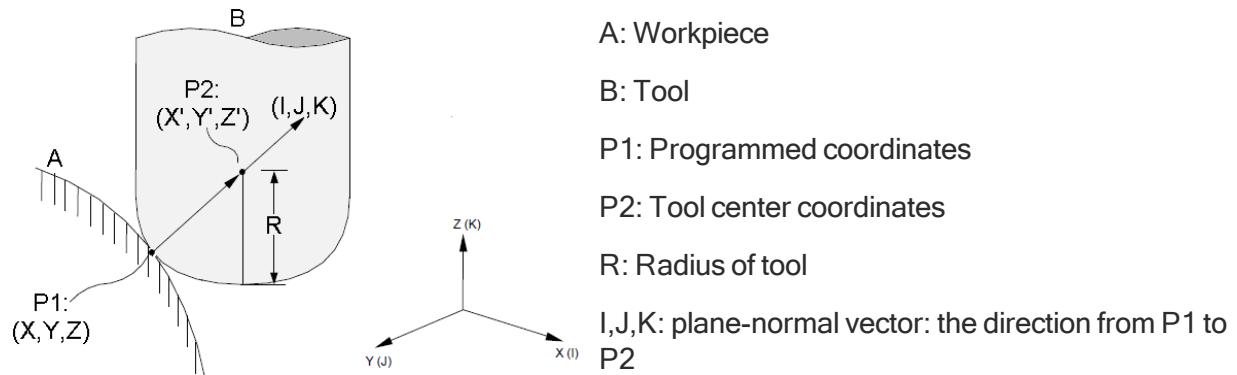 B
P2:
(X',Y',Z')
(I,J,K)
A
R
P1:
(X,Y,Z)
Z (K)
Y (J)
X (I)
A: Workpiece
B: Tool
P1: Programmed coordinates
P2: Tool center coordinates
R: Radius of tool
I,J,K: plane-normal vector: the direction from P1 to
P2